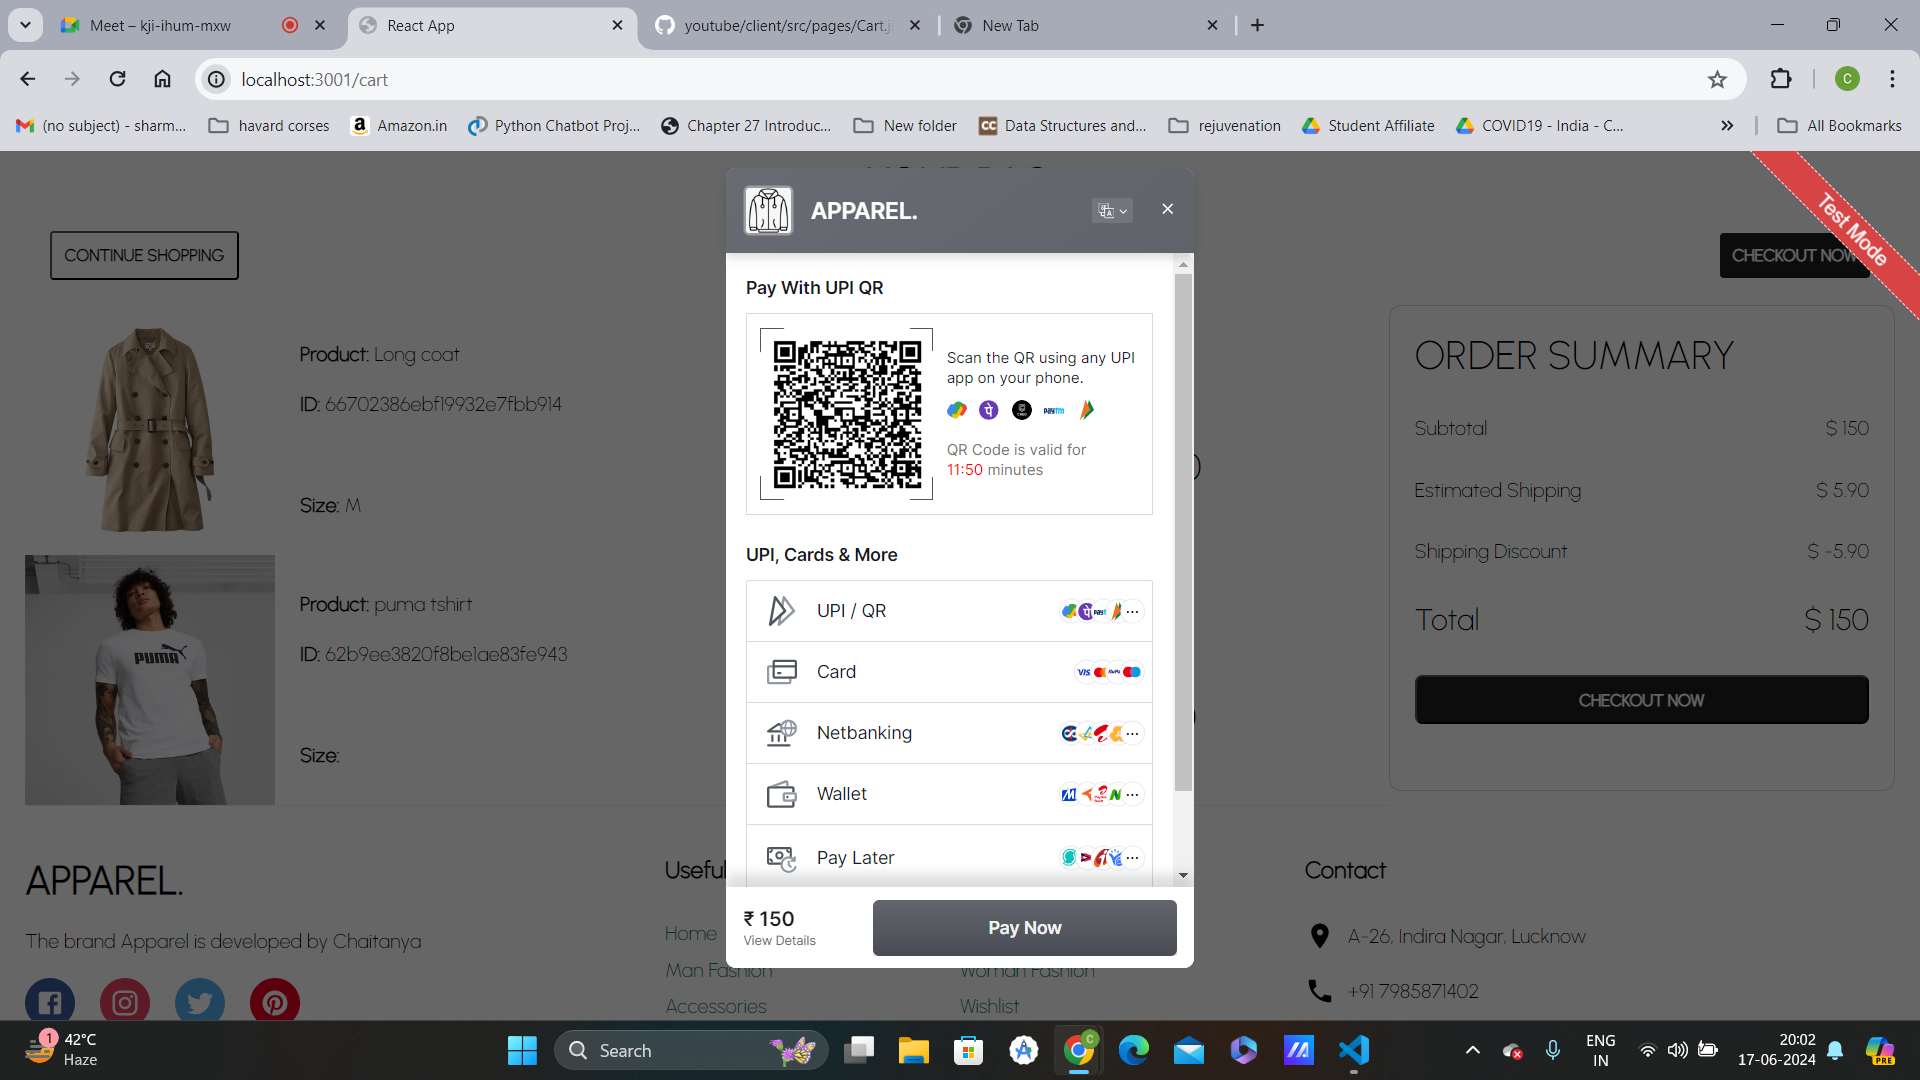 Meet – kji-ihum-mxw
React App
youtube/client/src/pages/Cart.j
New Tab
localhost:3001/cart
C
(no subject) - sharm...
havard corses
Amazon.in
Python Chatbot Proj...
Chapter 27 Introduc...
New folder
Data Structures and...
rejuvenation
Student Affiliate
COVID19 - India - C...
All Bookmarks
Test Mode
APPAREL.
CONTINUE SHOPPING
CHECKOUT NOW
Pay With UPI QR
Scan the QR using any UPI
app on your phone.
QR Code is valid for
11:50 minutes
Product: Long coat
ID: 66702386ebf19932e7fbb914
Size: M
Product: puma tshirt
ID: 62b9ee3820f8be1ae83fe943
Size:
PUMA
UPI, Cards & More
UPI / QR
Card
VIS
Netbanking
Wallet
Pay Later
₹ 150
View Details
Pay Now
ORDER SUMMARY
Subtotal $ 150
Estimated Shipping $ 5.90
Shipping Discount $ -5.90
Total $ 150
CHECKOUT NOW
APPAREL.
The brand Apparel is developed by Chaitanya
Useful
Home
Man Fashion
Woman Fashion
Accessories
Wishlist
Contact
A-26, Indira Nagar, Lucknow
+91 7985871402
1
42°C
Haze
Search
C
ENG
IN
20:02
17-06-2024
PRE